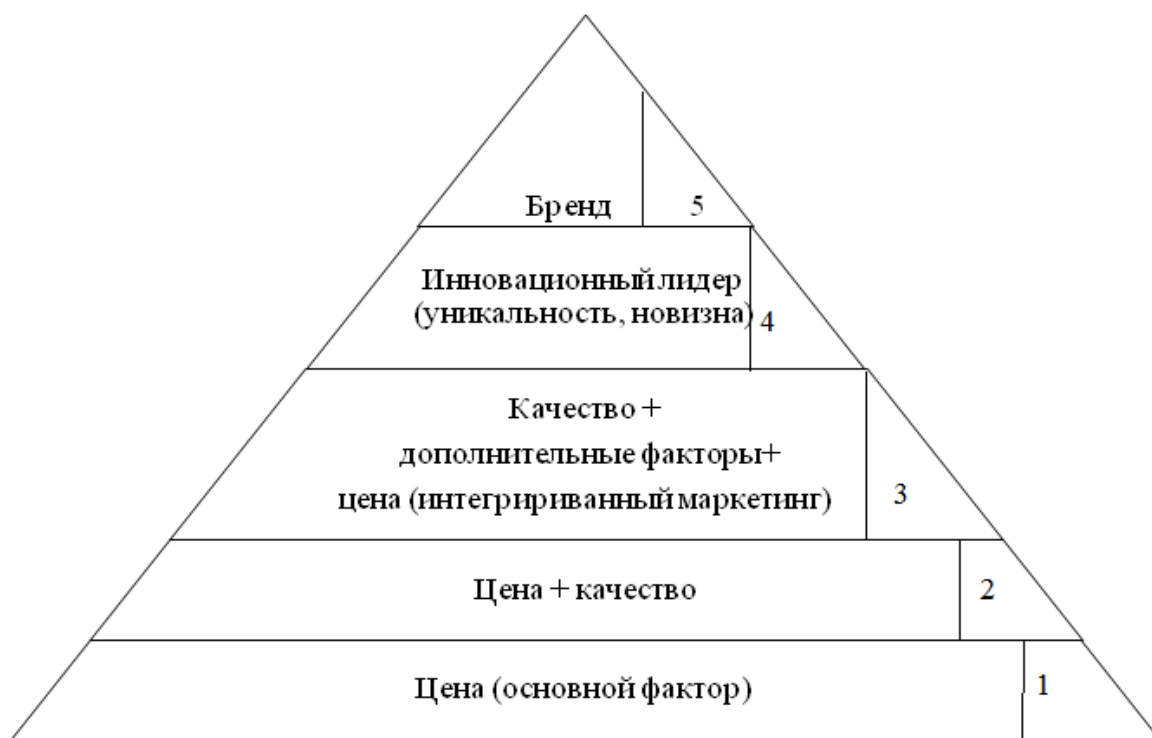 Бренд 5
Инновационный лидер
(уникальность, новизна) 4
Качество +
дополнительные факторы+
цена (интегририванный маркетинг) 3
Цена + качество 2
Цена (основной фактор) 1